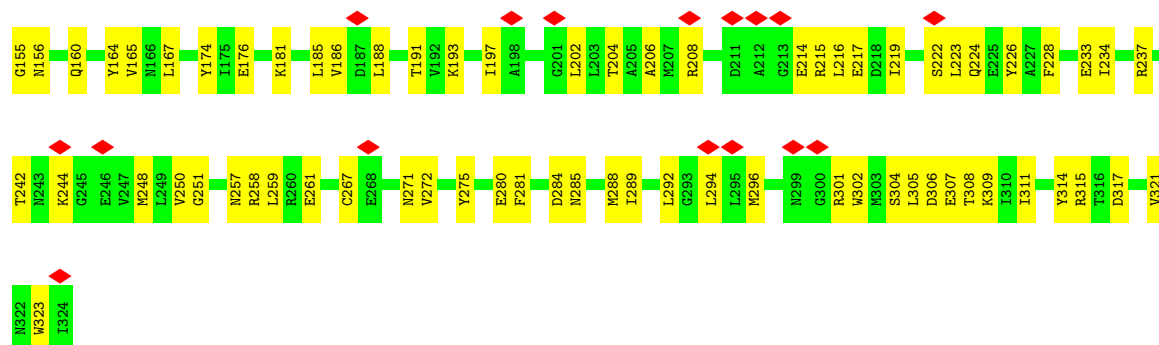 G155 N156 Q160 Y164 V165 N166 L167 Y174 I175 E176 K181 L185 V186 D187 L188 T191 V192 K193 I197 A198 G201 L202 L203 T204 A205 A206 M207 R208 D211 A212 G213 E214 R215 L216 E217 D218 I219 S222 L223 Q224 E225 Y226 A227 F228 E233 I234 R237
T242 N243 K244 G245 E246 V247 M248 L249 V250 G251 N257 R258 L259 R260 E261 C267 E268 N271 V272 Y275 E280 F281 D284 N285 M288 I289 L292 G293 L294 L295 M296 N299 G300 R301 W302 M303 S304 L305 D306 E307 T308 K309 I310 I311 Y314 R315 T316 D317 V321
N322 W323 I324